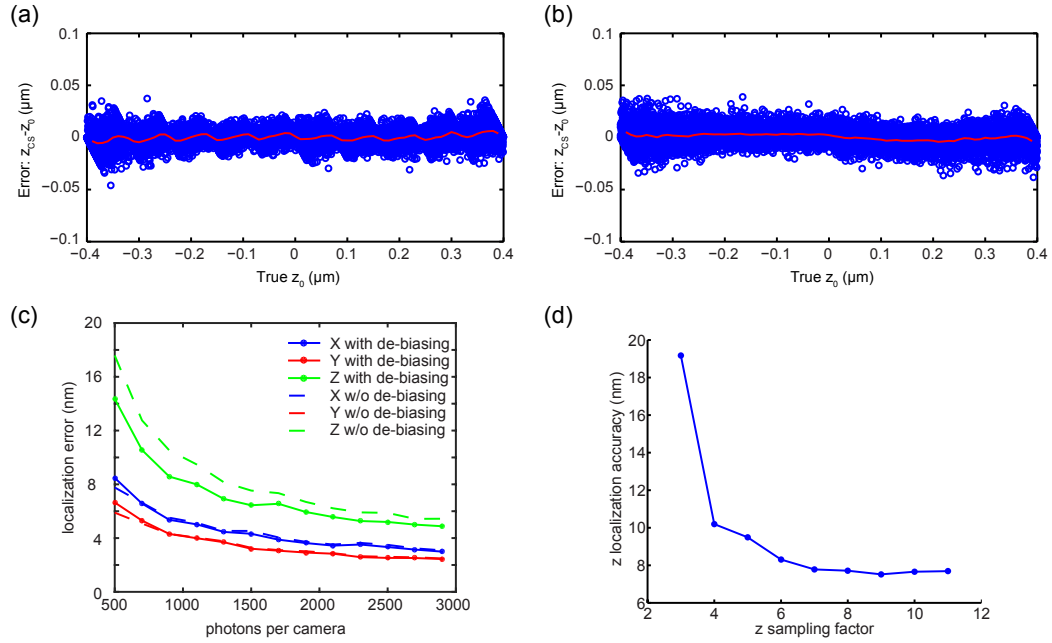 (a)
(b)
0.1
0.05
0
−0.05
−0.1
Error: z_CS-z_0 (µm)
−0.4 −0.3 −0.2 −0.1 0 0.1 0.2 0.3 0.4
True z_0 (µm)
0.1
0.05
0
−0.05
−0.1
Error: z_CS-z_0 (µm)
−0.4 −0.3 −0.2 −0.1 0 0.1 0.2 0.3 0.4
True z_0 (µm)
(c)
20
16
12
8
4
0
localization error (nm)
500 1000 1500 2000 2500 3000
photons per camera
X with de-biasing
Y with de-biasing
Z with de-biasing
X w/o de-biasing
Y w/o de-biasing
Z w/o de-biasing
(d)
20
18
16
14
12
10
8
6
z localization accuracy (nm)
2 4 6 8 10 12
z sampling factor